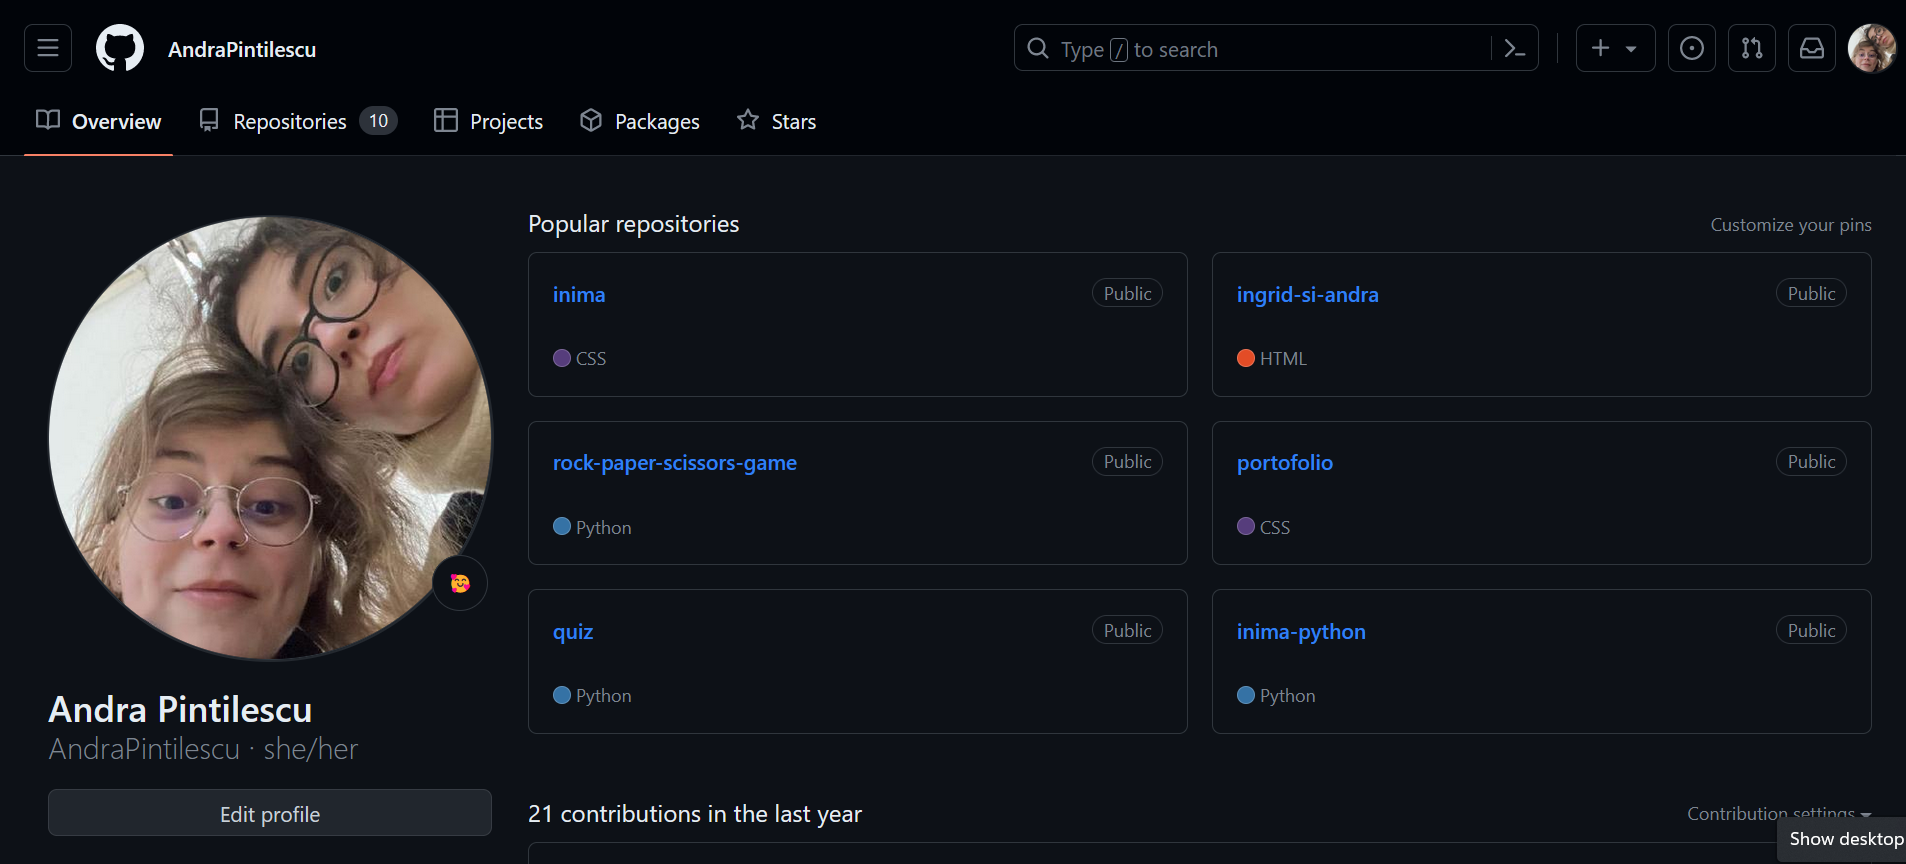 AndraPintilescu
Type / to search
Overview
Repositories 10
Projects
Packages
Stars
Popular repositories
Customize your pins
inima
Public
CSS
ingrid-si-andra
Public
HTML
rock-paper-scissors-game
Public
Python
portofolio
Public
CSS
quiz
Public
Python
inima-python
Public
Python
Andra Pintilescu
AndraPintilescu · she/her
Edit profile
21 contributions in the last year
Contribution settings
Show desktop